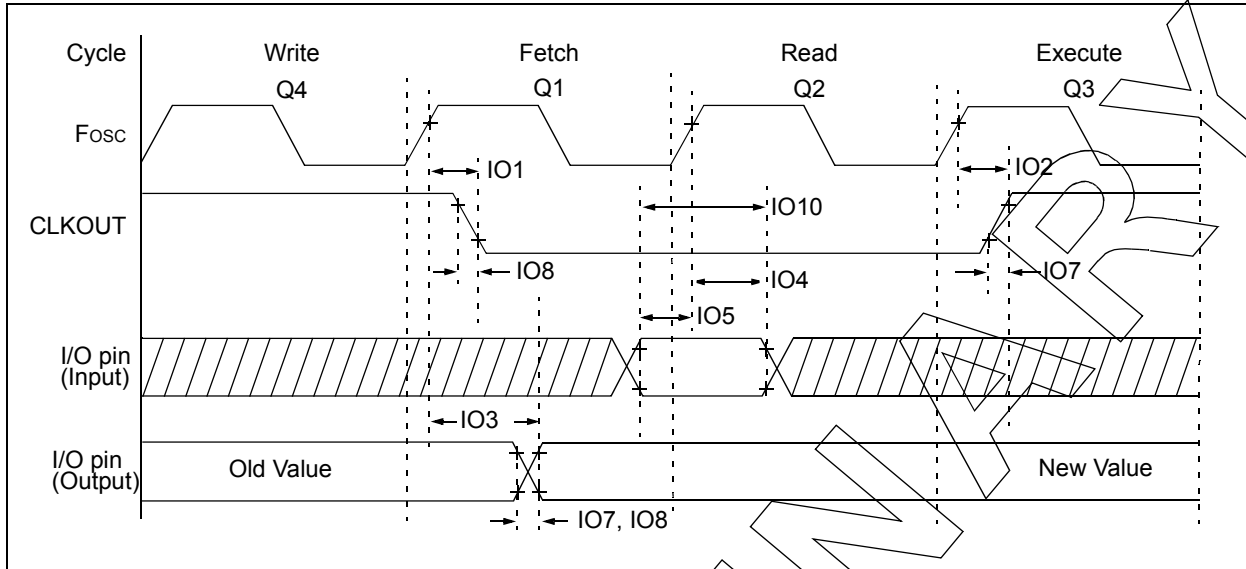 Cycle Write Fetch Read Execute
Q4 Q1 Q2 Q3
FOSC
IO1 IO2
IO10
CLKOUT
IO8 IO7
IO4
IO5
I/O pin
(Input)
IO3
I/O pin
(Output)
Old Value New Value
IO7, IO8